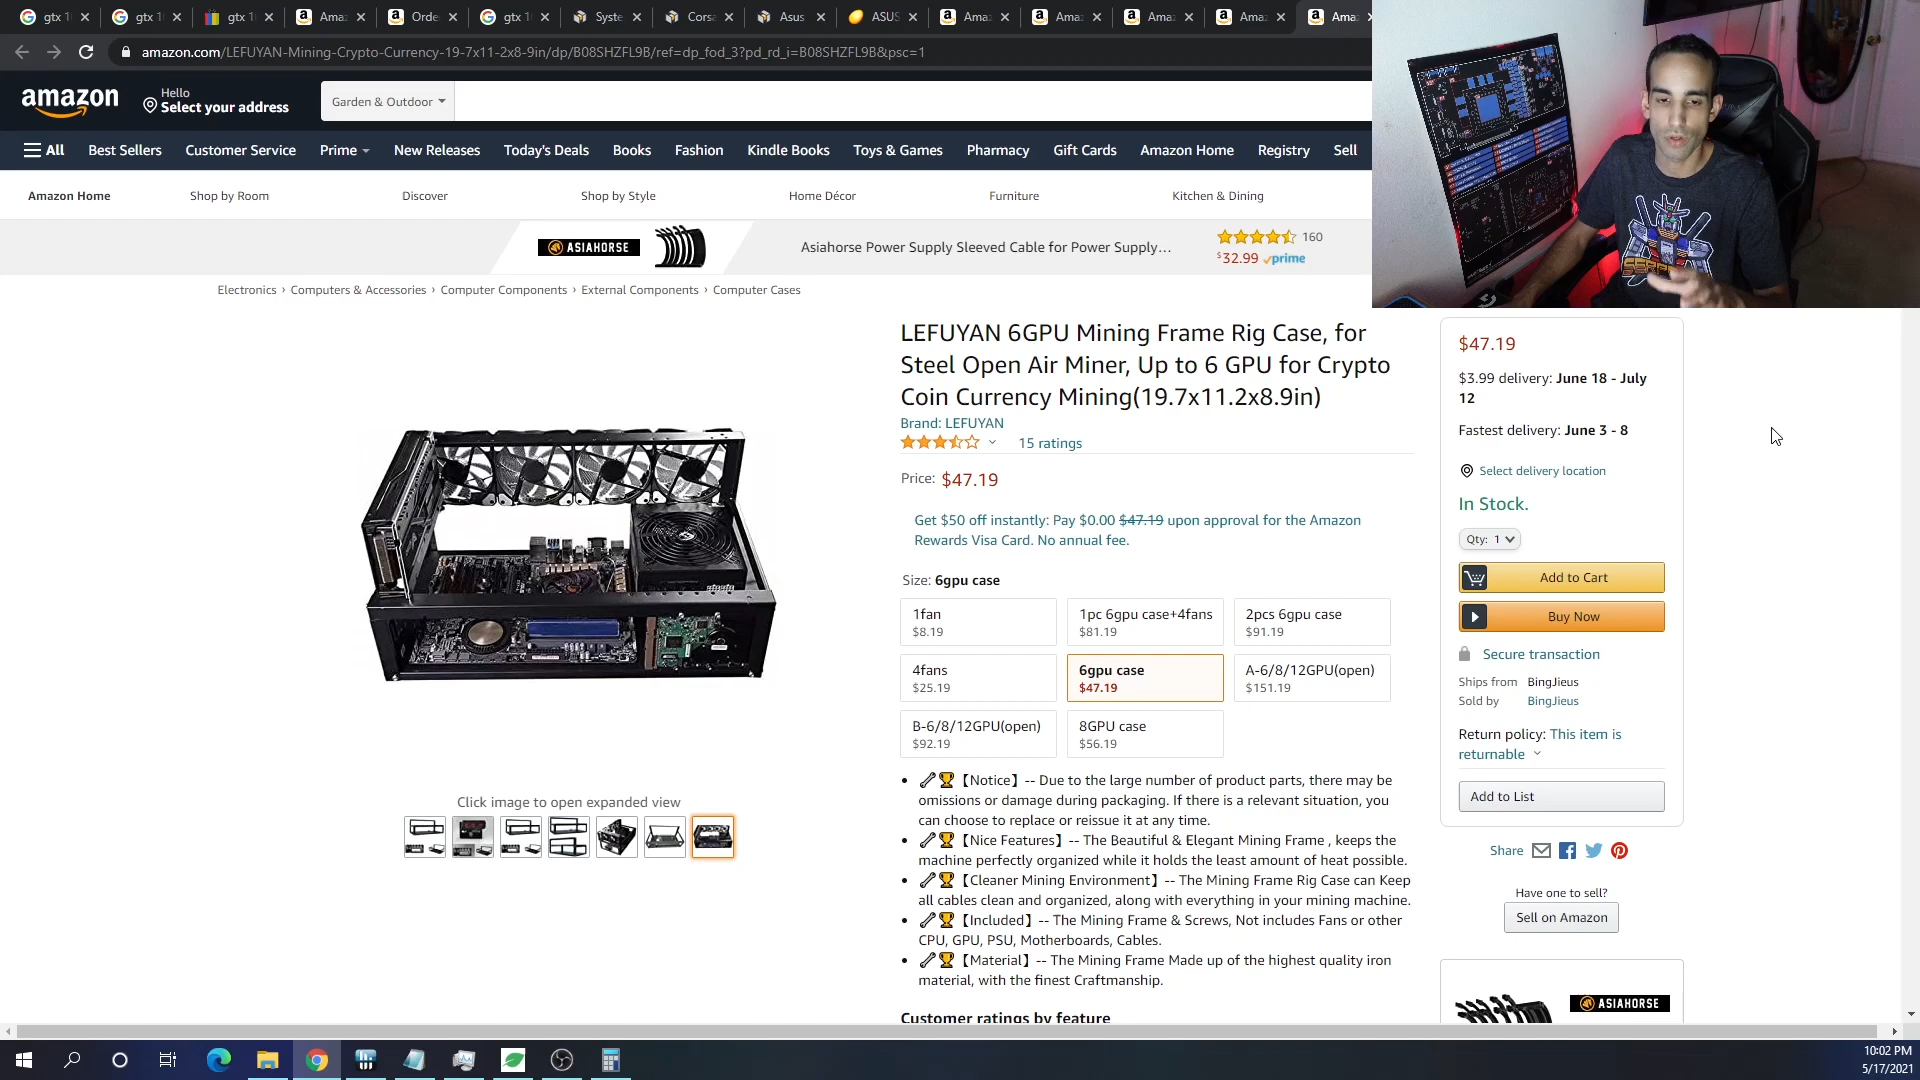 gtx 1
gtx 1
gtx 1
Amaz
Orde
gtx 1
Syste
Corsa
Asus
ASUS
Amaz
Amaz
Amaz
Amaz
Ama
amazon.com/LEFUYAN-Mining-Crypto-Currency-19-7x11-2x8-9in/dp/B08SHZFL9B/ref=dp_fod_3?pd_rd_i=B08SHZFL9B&psc=1
amazon
Hello
Select your address
Garden & Outdoor
All Best Sellers Customer Service Prime New Releases Today's Deals Books Fashion Kindle Books Toys & Games Pharmacy Gift Cards Amazon Home Registry Sell
Amazon Home Shop by Room Discover Shop by Style Home Décor Furniture Kitchen & Dining
ASIAHORSE
Asiahorse Power Supply Sleeved Cable for Power Supply…
160
$32.99 prime
Electronics › Computers & Accessories › Computer Components › External Components › Computer Cases
LEFUYAN 6GPU Mining Frame Rig Case, for
Steel Open Air Miner, Up to 6 GPU for Crypto
Coin Currency Mining(19.7x11.2x8.9in)
Brand: LEFUYAN
15 ratings
Price: $47.19
Get $50 off instantly: Pay $0.00 $47.19 upon approval for the Amazon
Rewards Visa Card. No annual fee.
Size: 6gpu case
1fan
$8.19
1pc 6gpu case+4fans
$81.19
2pcs 6gpu case
$91.19
4fans
$25.19
6gpu case
$47.19
A-6/8/12GPU(open)
$151.19
B-6/8/12GPU(open)
$92.19
8GPU case
$56.19
【Notice】-- Due to the large number of product parts, there may be
omissions or damage during packaging. If there is a relevant situation, you
can choose to replace or reissue it at any time.
【Nice Features】-- The Beautiful & Elegant Mining Frame , keeps the
machine perfectly organized while it holds the least amount of heat possible.
【Cleaner Mining Environment】-- The Mining Frame Rig Case can Keep
all cables clean and organized, along with everything in your mining machine.
【Included】-- The Mining Frame & Screws, Not includes Fans or other
CPU, GPU, PSU, Motherboards, Cables.
【Material】-- The Mining Frame Made up of the highest quality iron
material, with the finest Craftmanship.
Customer ratings by feature
Click image to open expanded view
$47.19
$3.99 delivery: June 18 - July
12
Fastest delivery: June 3 - 8
Select delivery location
In Stock.
Qty: 1
Add to Cart
Buy Now
Secure transaction
Ships from BingJieus
Sold by BingJieus
Return policy: This item is
returnable
Add to List
Share
Have one to sell?
Sell on Amazon
ASIAHORSE
10:02 PM
5/17/2021